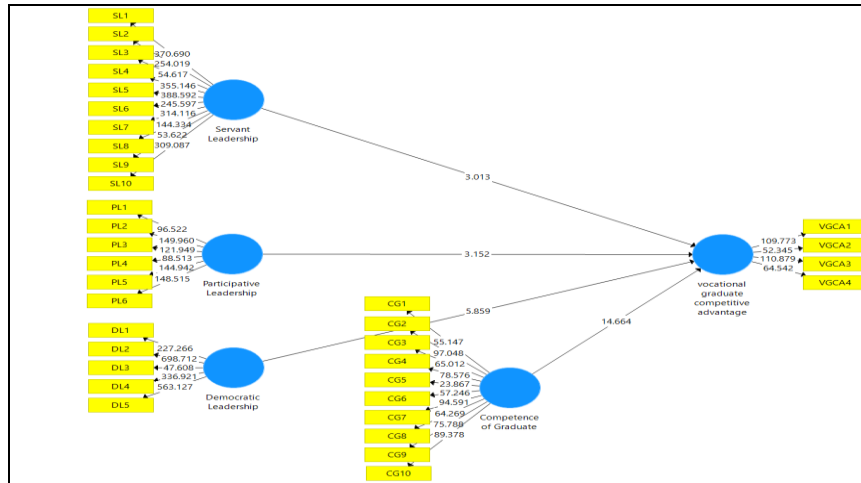 SL1
SL2
SL3
SL4
SL5
SL6
SL7
SL8
SL9
SL10
370.690
254.019
54.617
355.146
388.592
245.597
314.116
144.334
53.622
309.087
Servant
Leadership
3.013
PL1
PL2
PL3
PL4
PL5
PL6
96.522
149.960
121.949
88.513
144.942
148.515
Participative
Leadership
3.152
DL1
DL2
DL3
DL4
DL5
227.266
698.712
47.608
336.921
563.127
Democratic
Leadership
5.859
CG1
CG2
CG3
CG4
CG5
CG6
CG7
CG8
CG9
CG10
55.147
97.048
65.012
78.576
23.867
57.246
94.591
64.269
75.788
89.378
Competence
of Graduate
14.664
vocational
graduate
competitive
advantage
109.773
52.345
110.879
64.542
VGCA1
VGCA2
VGCA3
VGCA4